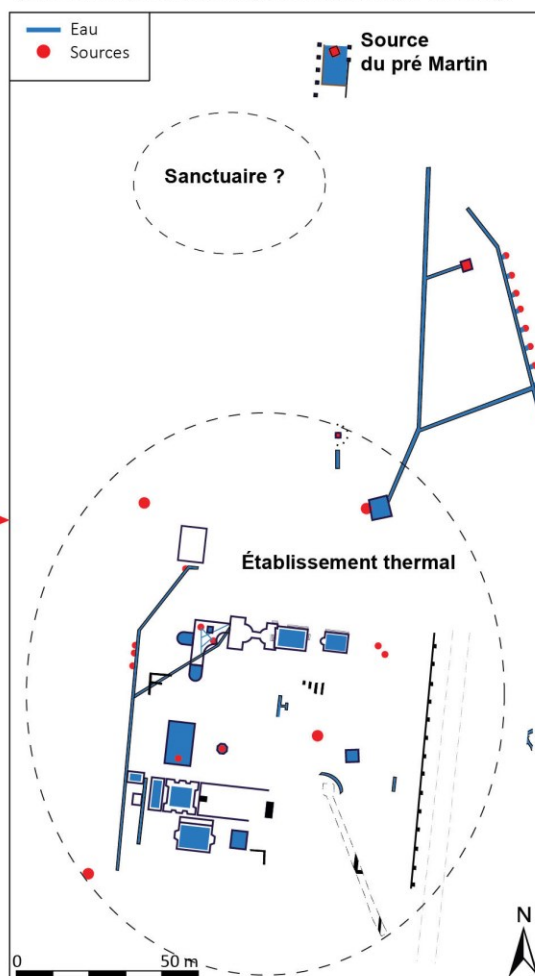 Eau
Sources
Source
du pré Martin
Sanctuaire ?
Établissement thermal
N
0 50 m